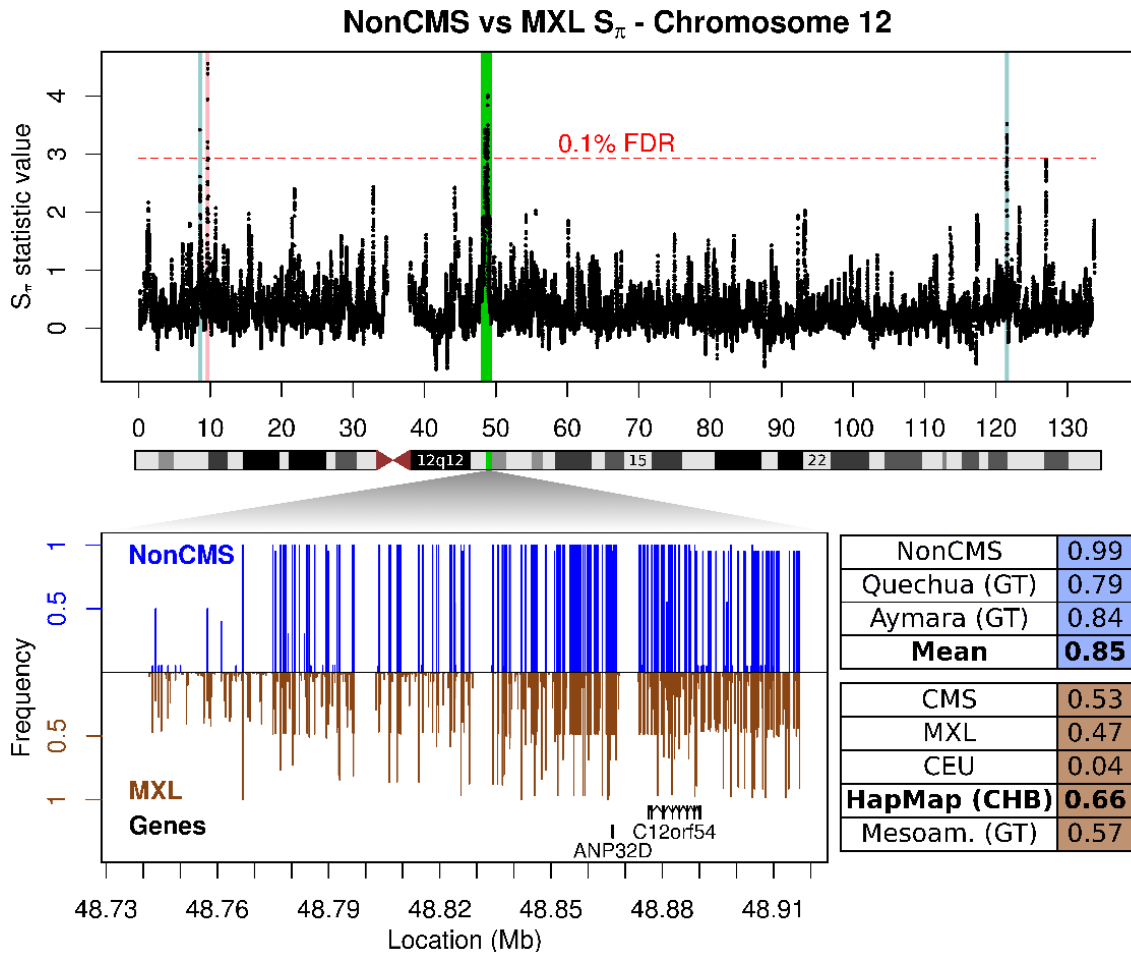 NonCMS vs MXL Sπ - Chromosome 12
Sπ statistic value
4
3
2
1
0
0.1% FDR
0 10 20 30 40 50 60 70 80 90 100 110 120 130
12q12 15 22
Frequency
1
0.5
0.5
1
NonCMS
MXL
Genes
C12orf54
ANP32D
48.73 48.76 48.79 48.82 48.85 48.88 48.91
Location (Mb)
NonCMS 0.99
Quechua (GT) 0.79
Aymara (GT) 0.84
Mean 0.85
CMS 0.53
MXL 0.47
CEU 0.04
HapMap (CHB) 0.66
Mesoam. (GT) 0.57